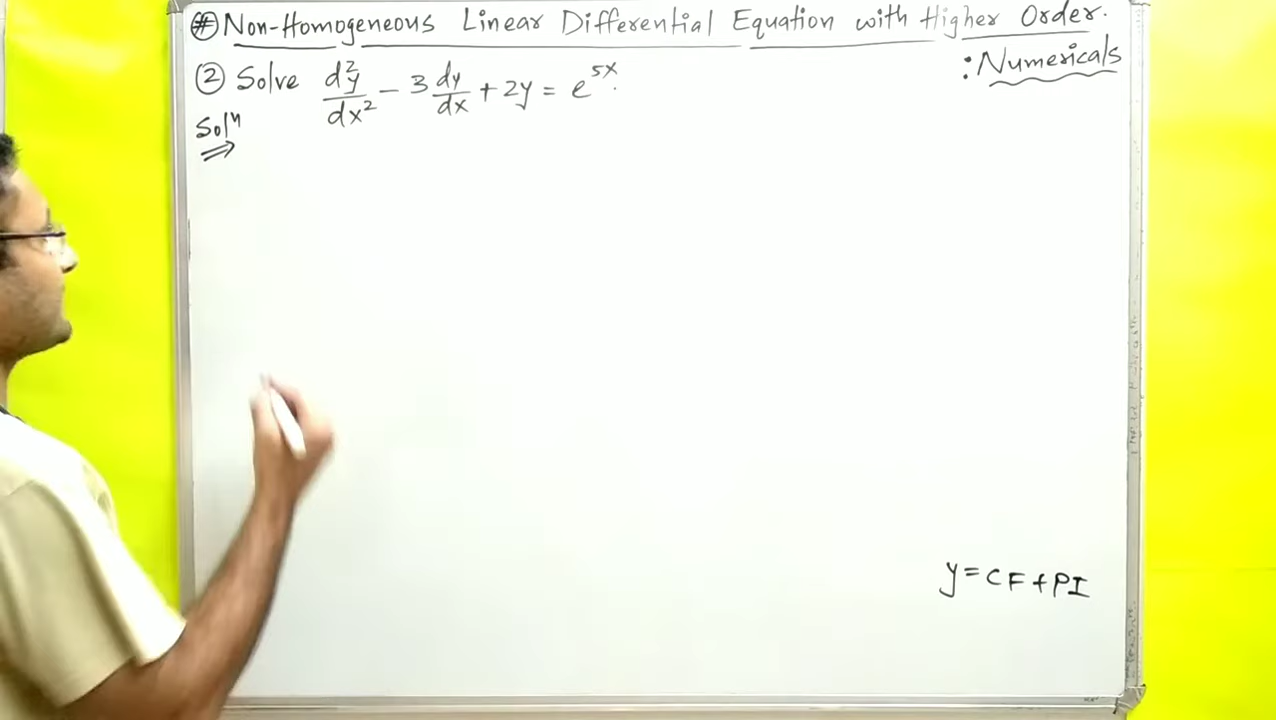 # Non-Homogeneous Linear Differential Equation with Higher Order.
: Numericals
② Solve d²y/dx² - 3 dy/dx + 2y = e^5x.
Solⁿ
y = CF + PI